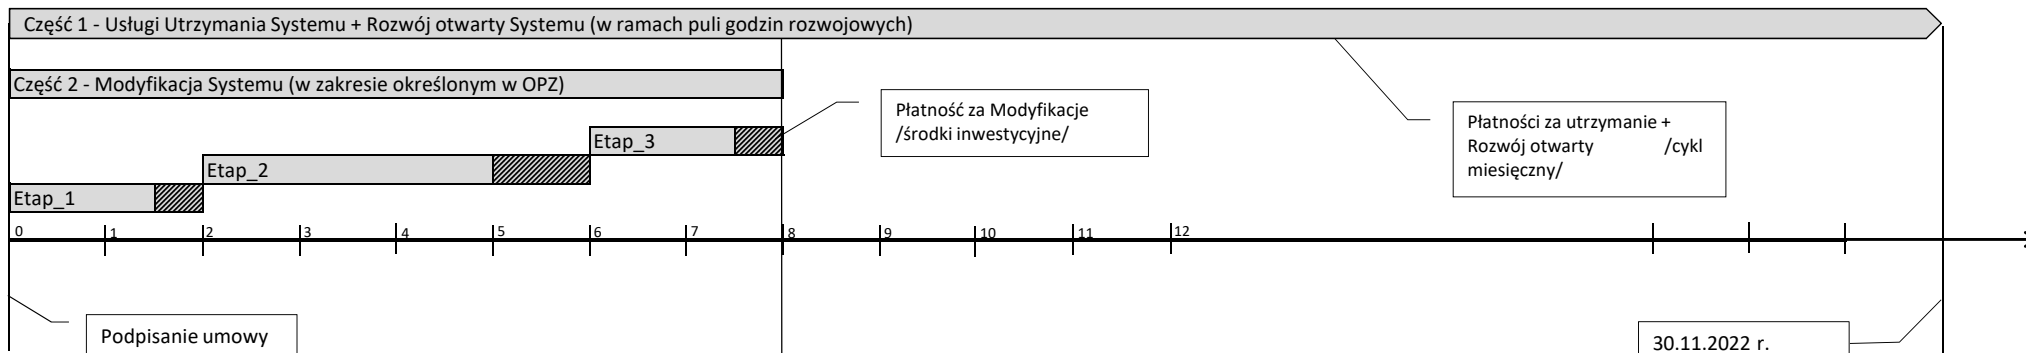 Część 1 - Usługi Utrzymania Systemu + Rozwój otwarty Systemu (w ramach puli godzin rozwojowych)
Część 2 - Modyfikacja Systemu (w zakresie określonym w OPZ)
Płatność za Modyfikacje
/środki inwestycyjne/
Płatności za utrzymanie +
Rozwój otwarty /cykl
miesięczny/
Etap_3
Etap_2
Etap_1
0 1 2 3 4 5 6 7 8 9 10 11 12
Podpisanie umowy
30.11.2022 r.